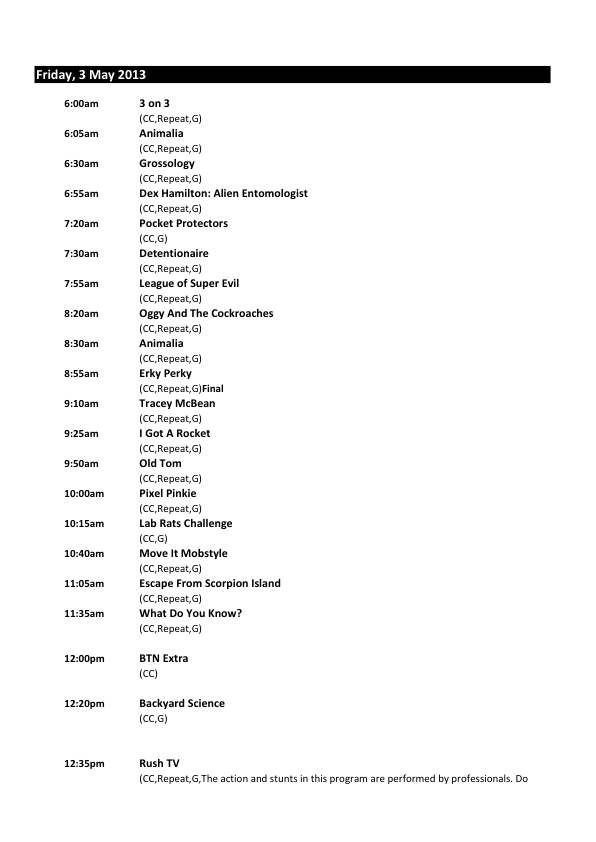 Friday, 3 May 2013
6:00am 3 on 3
(CC,Repeat,G)
6:05am Animalia
(CC,Repeat,G)
6:30am Grossology
(CC,Repeat,G)
6:55am Dex Hamilton: Alien Entomologist
(CC,Repeat,G)
7:20am Pocket Protectors
(CC,G)
7:30am Detentionaire
(CC,Repeat,G)
7:55am League of Super Evil
(CC,Repeat,G)
8:20am Oggy And The Cockroaches
(CC,Repeat,G)
8:30am Animalia
(CC,Repeat,G)
8:55am Erky Perky
(CC,Repeat,G)Final
9:10am Tracey McBean
(CC,Repeat,G)
9:25am I Got A Rocket
(CC,Repeat,G)
9:50am Old Tom
(CC,Repeat,G)
10:00am Pixel Pinkie
(CC,Repeat,G)
10:15am Lab Rats Challenge
(CC,G)
10:40am Move It Mobstyle
(CC,Repeat,G)
11:05am Escape From Scorpion Island
(CC,Repeat,G)
11:35am What Do You Know?
(CC,Repeat,G)
12:00pm BTN Extra
(CC)
12:20pm Backyard Science
(CC,G)
12:35pm Rush TV
(CC,Repeat,G,The action and stunts in this program are performed by professionals. Do